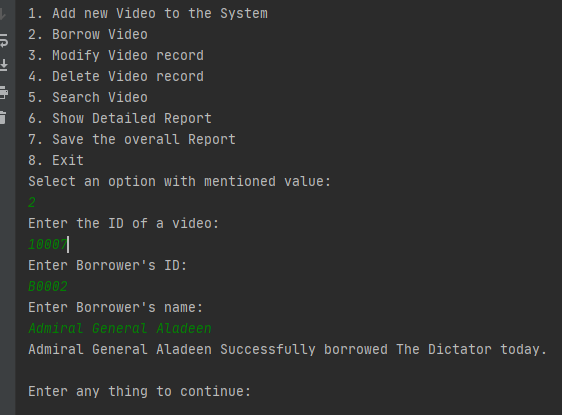 1. Add new Video to the System
2. Borrow Video
3. Modify Video record
4. Delete Video record
5. Search Video
6. Show Detailed Report
7. Save the overall Report
8. Exit
Select an option with mentioned value:
2
Enter the ID of a video:
10007
Enter Borrower's ID:
B0002
Enter Borrower's name:
Admiral General Aladeen
Admiral General Aladeen Successfully borrowed The Dictator today.
Enter any thing to continue: